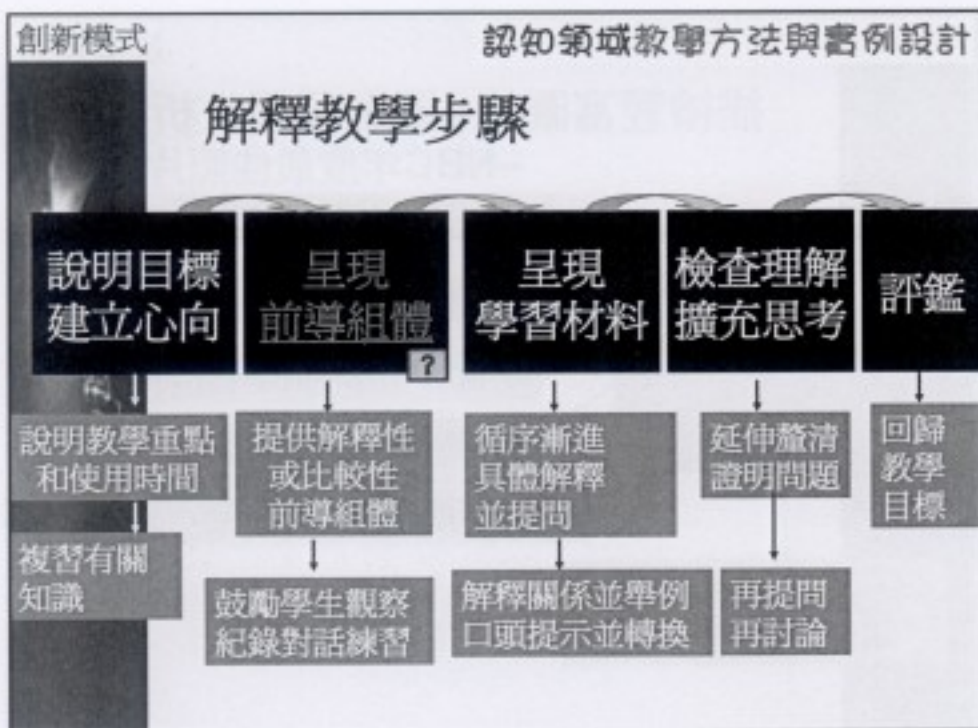 創新模式
認知領域教學方法與實例設計
解釋教學步驟
說明目標
建立心向
呈現
前導組體
?
呈現
學習材料
檢查理解
擴充思考
評鑑
說明教學重點
和使用時間
複習有關
知識
提供解釋性
或比較性
前導組體
鼓勵學生觀察
紀錄對話練習
循序漸進
具體解釋
並提問
解釋關係並舉例
口頭提示並轉換
延伸釐清
證明問題
再提問
再討論
回歸
教學
目標